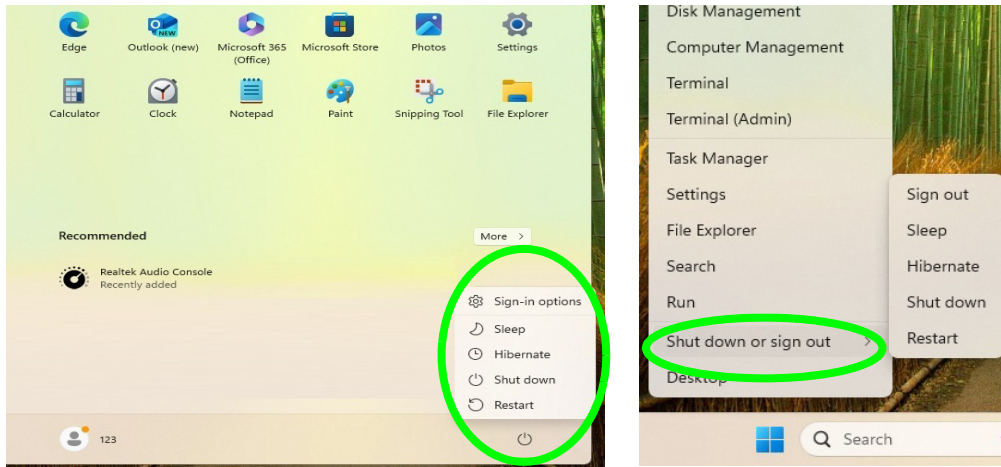 Edge
Outlook (new)
Microsoft 365
(Office)
Microsoft Store
Photos
Settings
NEW
Calculator
Clock
Notepad
Paint
Snipping Tool
File Explorer
Recommended
More >
Realtek Audio Console
Recently added
Sign-in options
Sleep
Hibernate
Shut down
Restart
123
Disk Management
Computer Management
Terminal
Terminal (Admin)
Task Manager
Settings
File Explorer
Search
Run
Shut down or sign out >
Desktop
Sign out
Sleep
Hibernate
Shut down
Restart
Search